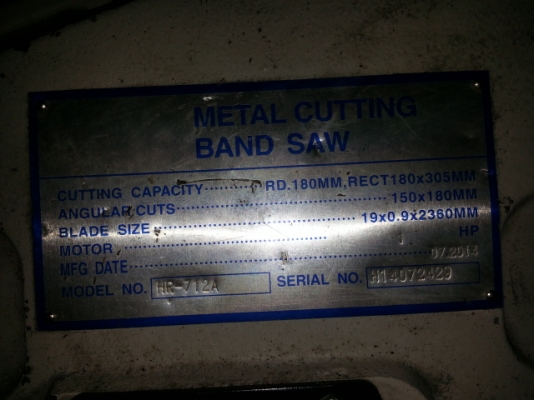 METAL CUTTING
BAND SAW
CUTTING CAPACITY RD.180MM,RECT180x305MM
ANGULAR CUTS 150x180MM
BLADE SIZE 19x0.9x2360MM
MOTOR HP
MFG DATE 07.2014
MODEL NO. HR-712A SERIAL NO. H14072429